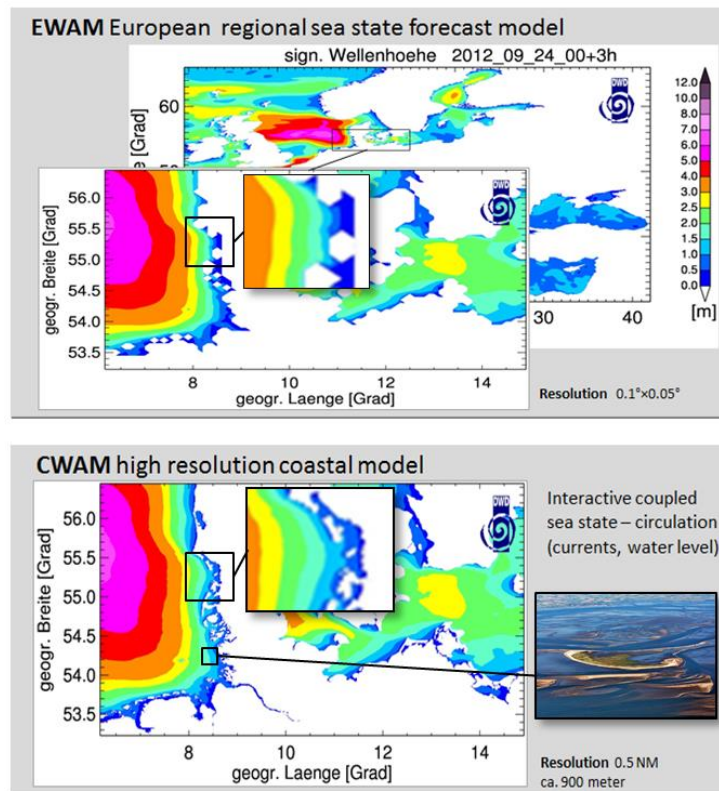 EWAM European regional sea state forecast model
sign. Wellenhoehe 2012_09_24_00+3h
DWD
12.0
10.0
8.0
7.0
6.0
5.0
4.0
3.0
2.5
2.0
1.5
1.0
0.5
0.0
[m]
60
[Grad]
30 40
DWD
geogr. Breite [Grad]
56.0
55.5
55.0
54.5
54.0
53.5
8 10 12 14
geogr. Laenge [Grad]
Resolution 0.1°×0.05°
CWAM high resolution coastal model
DWD
geogr. Breite [Grad]
56.0
55.5
55.0
54.5
54.0
53.5
8 10 12 14
geogr. Laenge [Grad]
Interactive coupled
sea state – circulation
(currents, water level)
Resolution 0.5 NM
ca. 900 meter